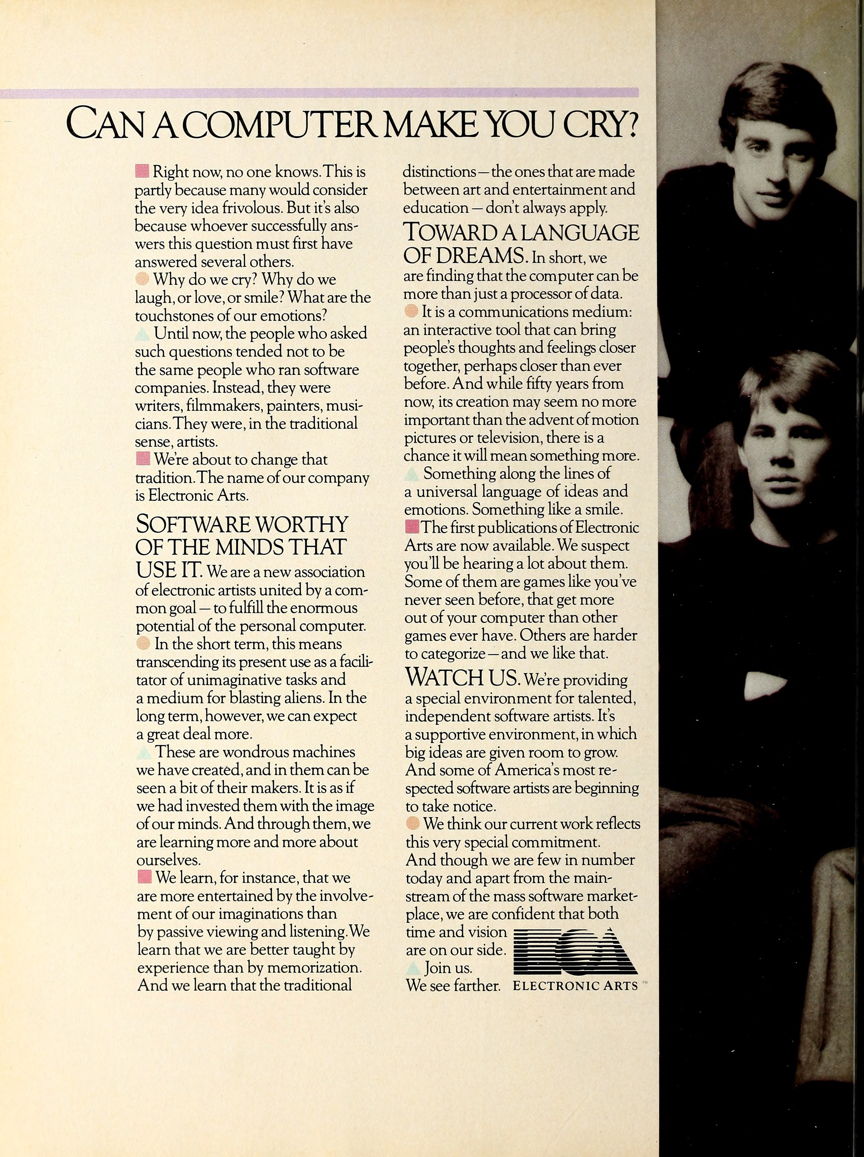 CAN A COMPUTER MAKE YOU CRY?
Right now, no one knows. This is
partly because many would consider
the very idea frivolous. But it's also
because whoever successfully ans-
wers this question must first have
answered several others.
Why do we cry? Why do we
laugh, or love, or smile? What are the
touchstones of our emotions?
Until now, the people who asked
such questions tended not to be
the same people who ran software
companies. Instead, they were
writers, filmmakers, painters, musi-
cians. They were, in the traditional
sense, artists.
We're about to change that
tradition. The name of our company
is Electronic Arts.
SOFTWARE WORTHY
OF THE MINDS THAT
USE IT. We are a new association
of electronic artists united by a com-
mon goal — to fulfill the enormous
potential of the personal computer.
In the short term, this means
transcending its present use as a facili-
tator of unimaginative tasks and
a medium for blasting aliens. In the
long term, however, we can expect
a great deal more.
These are wondrous machines
we have created, and in them can be
seen a bit of their makers. It is as if
we had invested them with the image
of our minds. And through them, we
are learning more and more about
ourselves.
We learn, for instance, that we
are more entertained by the involve-
ment of our imaginations than
by passive viewing and listening. We
learn that we are better taught by
experience than by memorization.
And we learn that the traditional
distinctions — the ones that are made
between art and entertainment and
education — don't always apply.
TOWARD A LANGUAGE
OF DREAMS. In short, we
are finding that the computer can be
more than just a processor of data.
It is a communications medium:
an interactive tool that can bring
people's thoughts and feelings closer
together, perhaps closer than ever
before. And while fifty years from
now, its creation may seem no more
important than the advent of motion
pictures or television, there is a
chance it will mean something more.
Something along the lines of
a universal language of ideas and
emotions. Something like a smile.
The first publications of Electronic
Arts are now available. We suspect
you'll be hearing a lot about them.
Some of them are games like you've
never seen before, that get more
out of your computer than other
games ever have. Others are harder
to categorize — and we like that.
WATCH US. We're providing
a special environment for talented,
independent software artists. It's
a supportive environment, in which
big ideas are given room to grow.
And some of America's most re-
spected software artists are beginning
to take notice.
We think our current work reflects
this very special commitment.
And though we are few in number
today and apart from the main-
stream of the mass software market-
place, we are confident that both
time and vision
are on our side.
Join us.
We see farther.
EOA
ELECTRONIC ARTS™